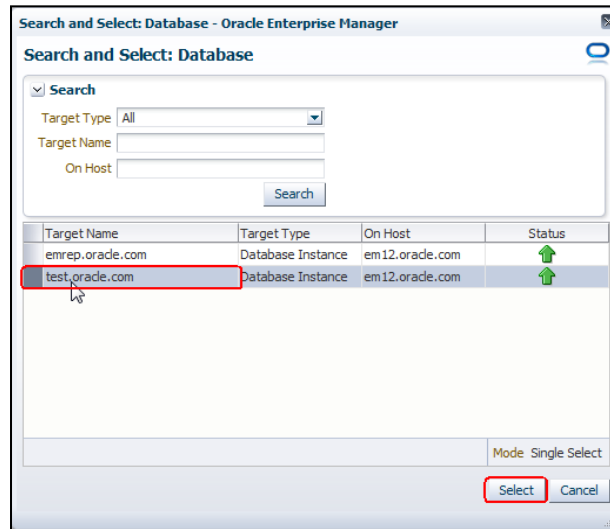 Search and Select: Database - Oracle Enterprise Manager
Search and Select: Database
Search
Target Type All
Target Name
On Host
Search
Target Name Target Type On Host Status
emrep.oracle.com Database Instance em12.oracle.com
test.oracle.com Database Instance em12.oracle.com
Mode Single Select
Select Cancel